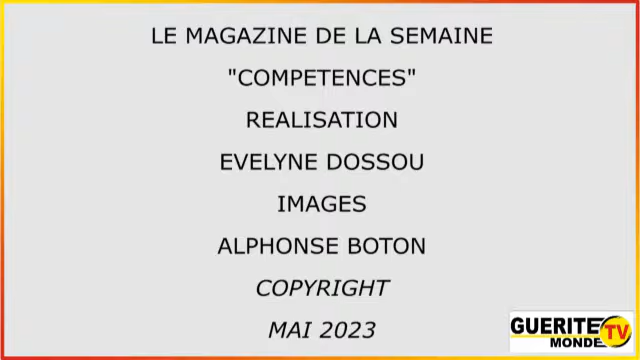 LE MAGAZINE DE LA SEMAINE
"COMPETENCES"
REALISATION
EVELYNE DOSSOU
IMAGES
ALPHONSE BOTON
COPYRIGHT
MAI 2023
GUERITE TV
MONDE